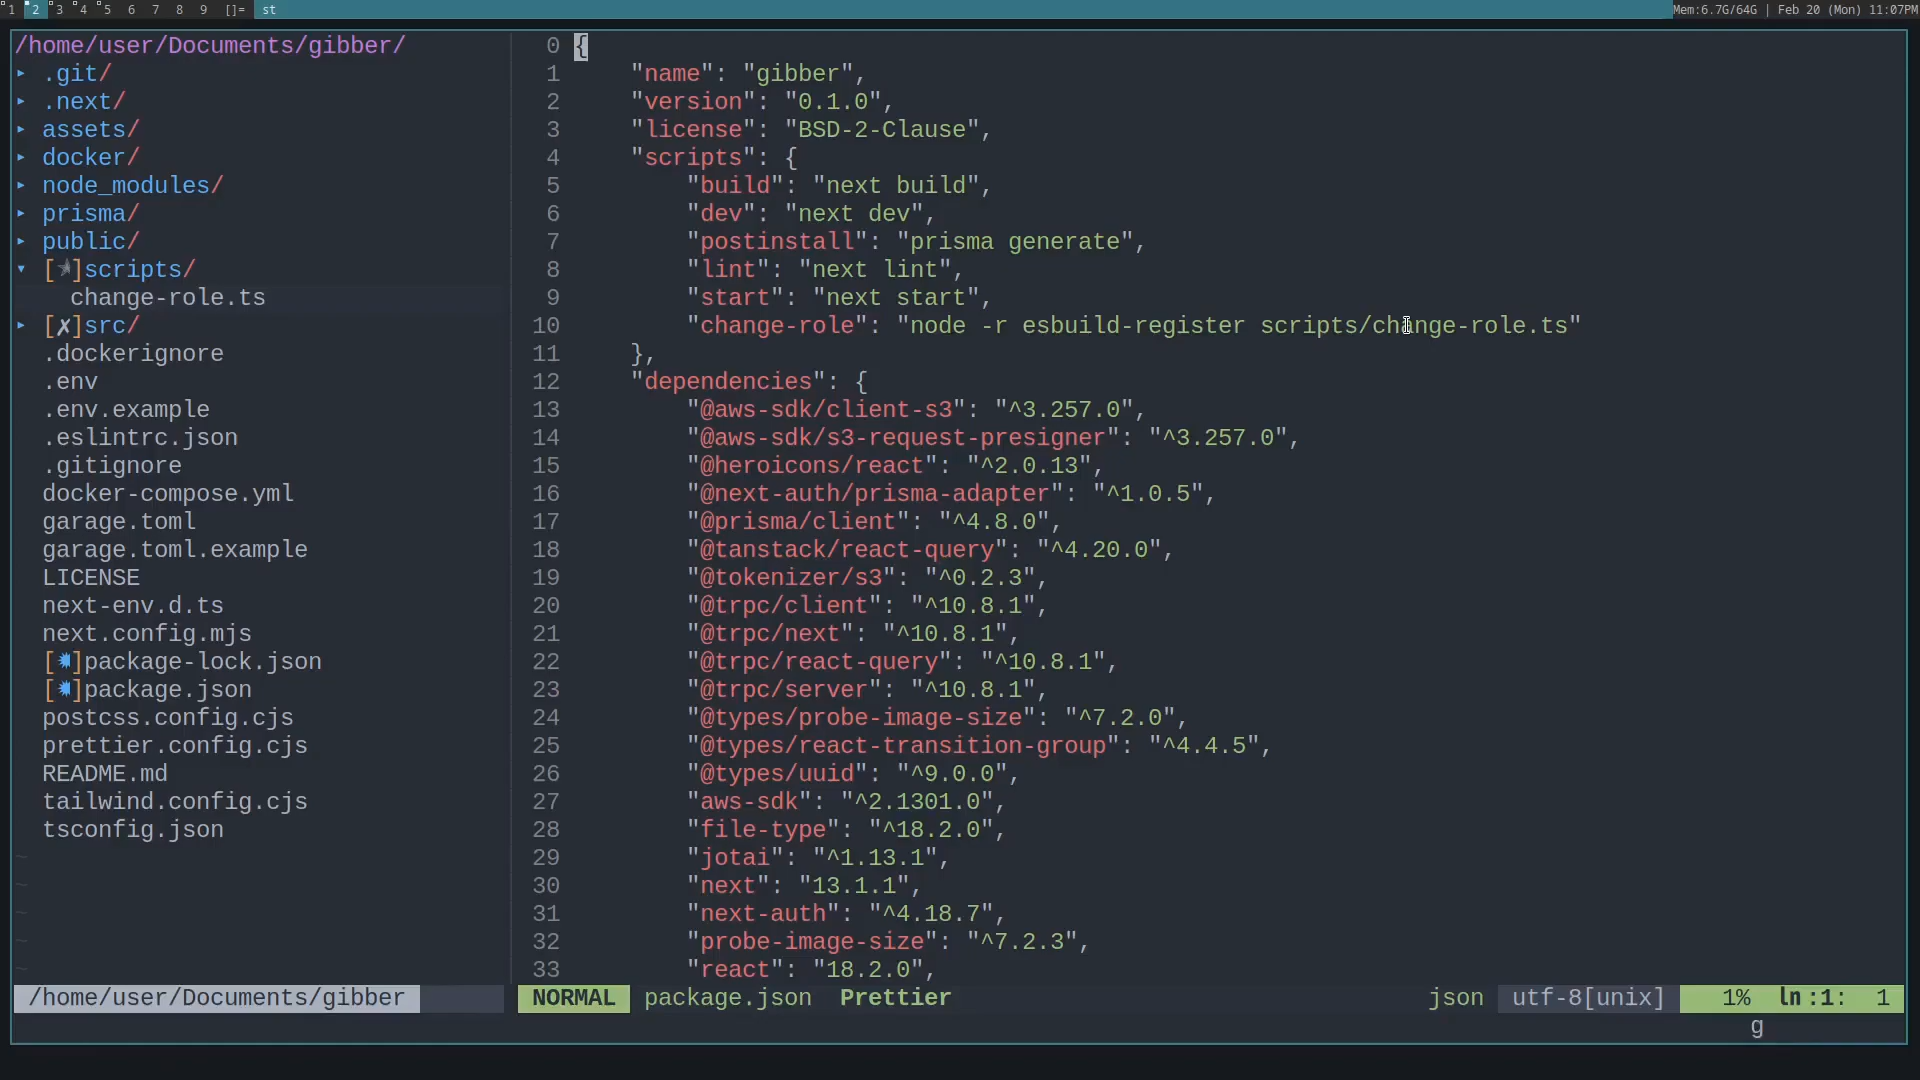 1 2 3 4 5 6 7 8 9 []= st Mem:6.7G/64G | Feb 20 (Mon) 11:07PM
/home/user/Documents/gibber/
▸ .git/
▸ .next/
▸ assets/
▸ docker/
▸ node_modules/
▸ prisma/
▸ public/
▾ [★]scripts/
change-role.ts
▸ [✗]src/
.dockerignore
.env
.env.example
.eslintrc.json
.gitignore
docker-compose.yml
garage.toml
garage.toml.example
LICENSE
next-env.d.ts
next.config.mjs
[✹]package-lock.json
[✹]package.json
postcss.config.cjs
prettier.config.cjs
README.md
tailwind.config.cjs
tsconfig.json
~
~
~
~
~
/home/user/Documents/gibber
0 {
1 "name": "gibber",
2 "version": "0.1.0",
3 "license": "BSD-2-Clause",
4 "scripts": {
5 "build": "next build",
6 "dev": "next dev",
7 "postinstall": "prisma generate",
8 "lint": "next lint",
9 "start": "next start",
10 "change-role": "node -r esbuild-register scripts/change-role.ts"
11 },
12 "dependencies": {
13 "@aws-sdk/client-s3": "^3.257.0",
14 "@aws-sdk/s3-request-presigner": "^3.257.0",
15 "@heroicons/react": "^2.0.13",
16 "@next-auth/prisma-adapter": "^1.0.5",
17 "@prisma/client": "^4.8.0",
18 "@tanstack/react-query": "^4.20.0",
19 "@tokenizer/s3": "^0.2.3",
20 "@trpc/client": "^10.8.1",
21 "@trpc/next": "^10.8.1",
22 "@trpc/react-query": "^10.8.1",
23 "@trpc/server": "^10.8.1",
24 "@types/probe-image-size": "^7.2.0",
25 "@types/react-transition-group": "^4.4.5",
26 "@types/uuid": "^9.0.0",
27 "aws-sdk": "^2.1301.0",
28 "file-type": "^18.2.0",
29 "jotai": "^1.13.1",
30 "next": "13.1.1",
31 "next-auth": "^4.18.7",
32 "probe-image-size": "^7.2.3",
33 "react": "18.2.0",
NORMAL package.json Prettier json utf-8[unix] 1% ln:1: 1
g